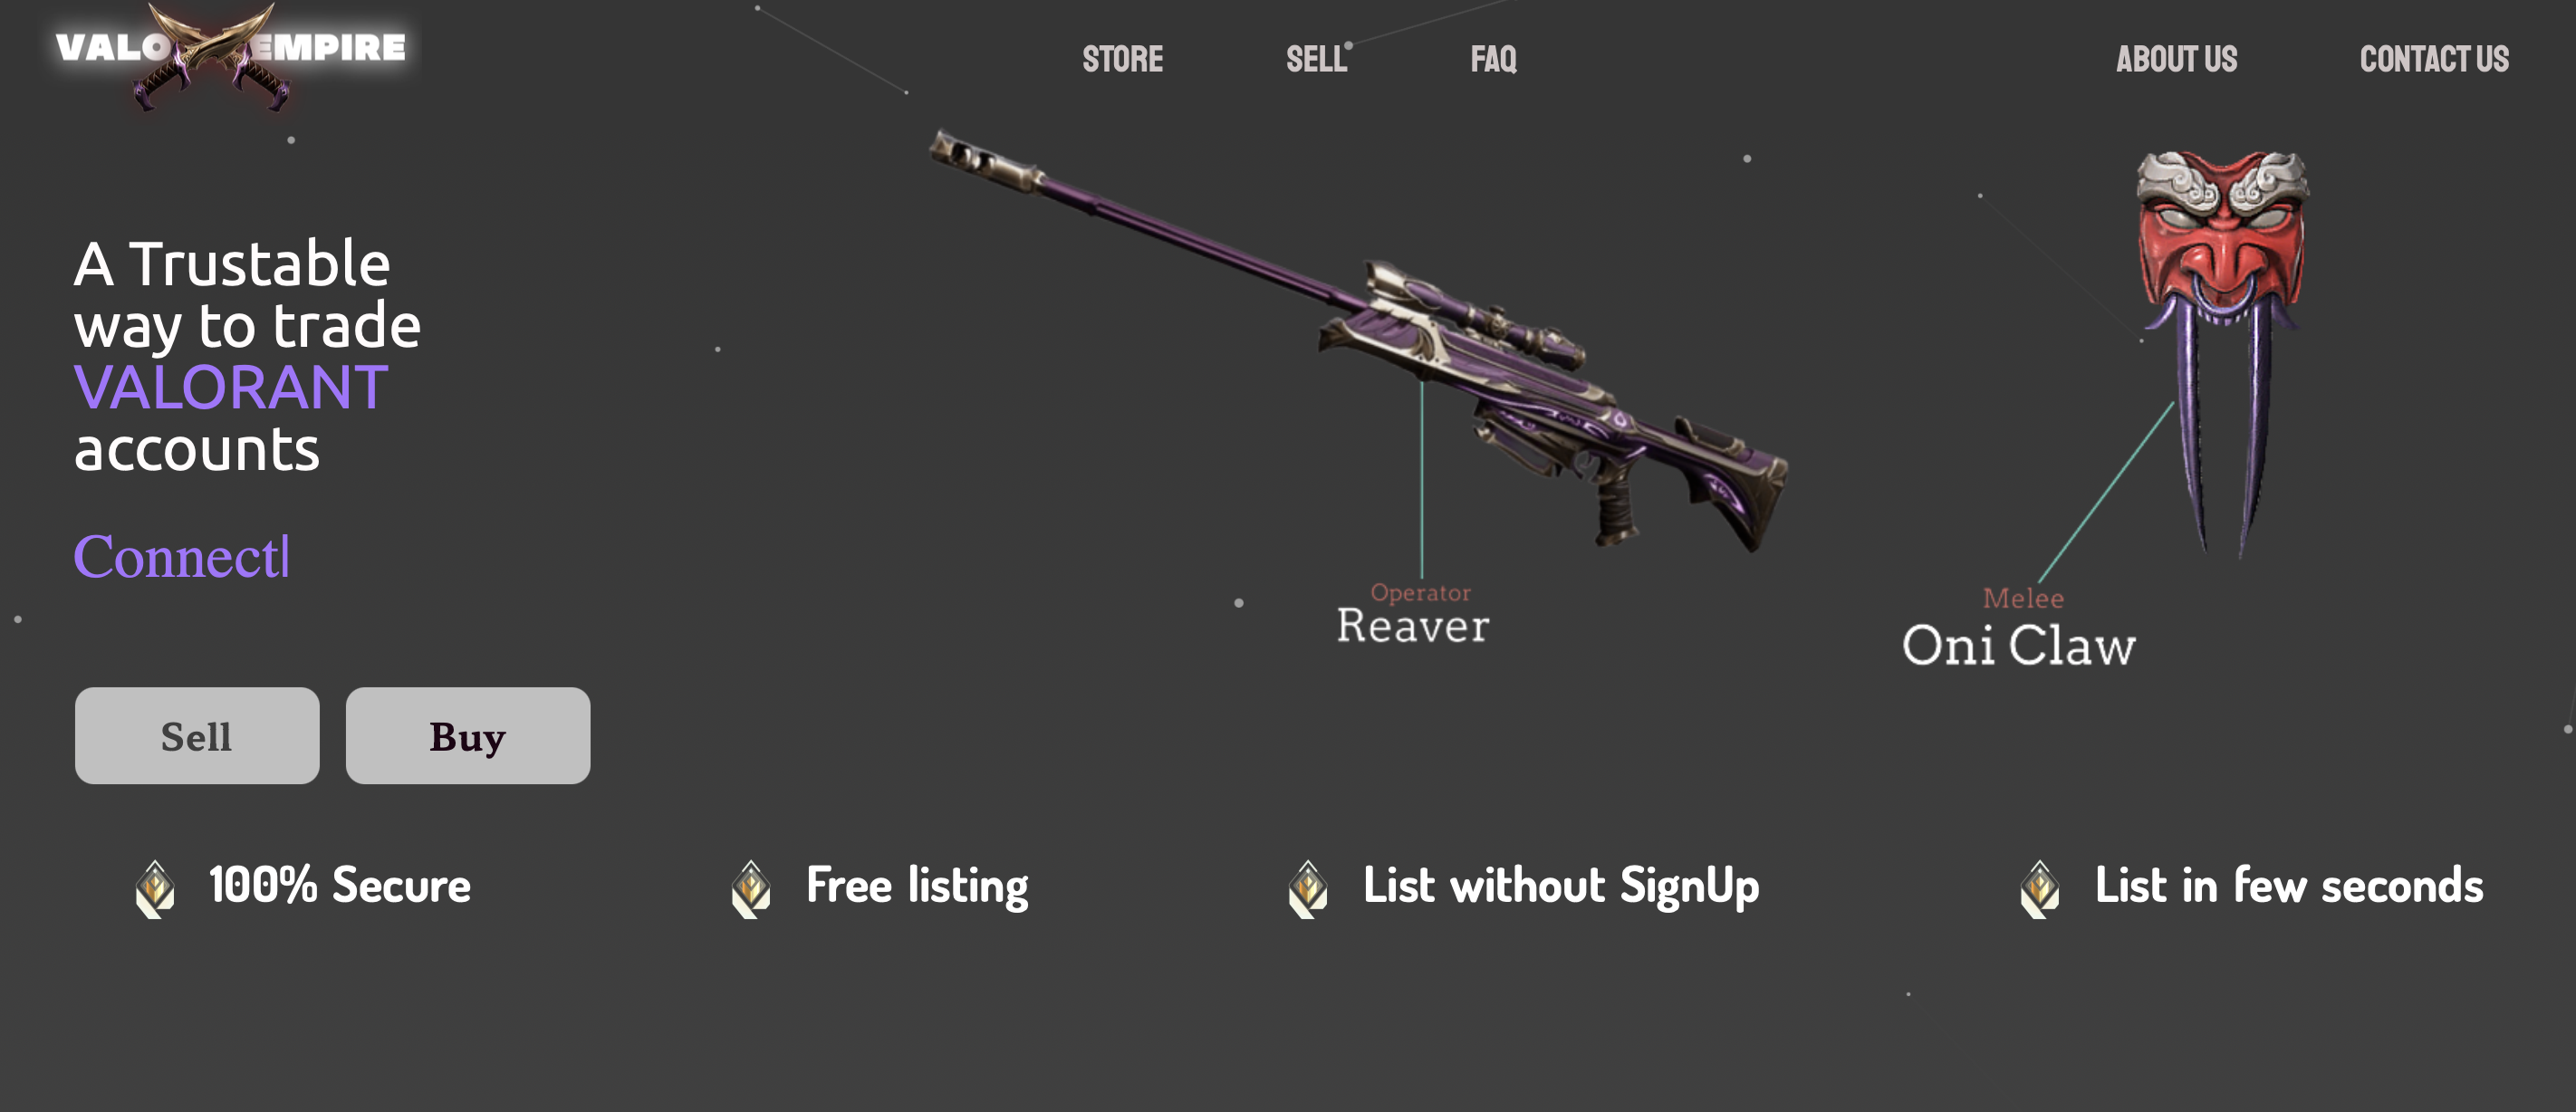 VALO EMPIRE
STORE
SELL
FAQ
ABOUT US
CONTACT US
A Trustable
way to trade
VALORANT
accounts
Connect|
Operator
Reaver
Melee
Oni Claw
Sell
Buy
100% Secure
Free listing
List without SignUp
List in few seconds